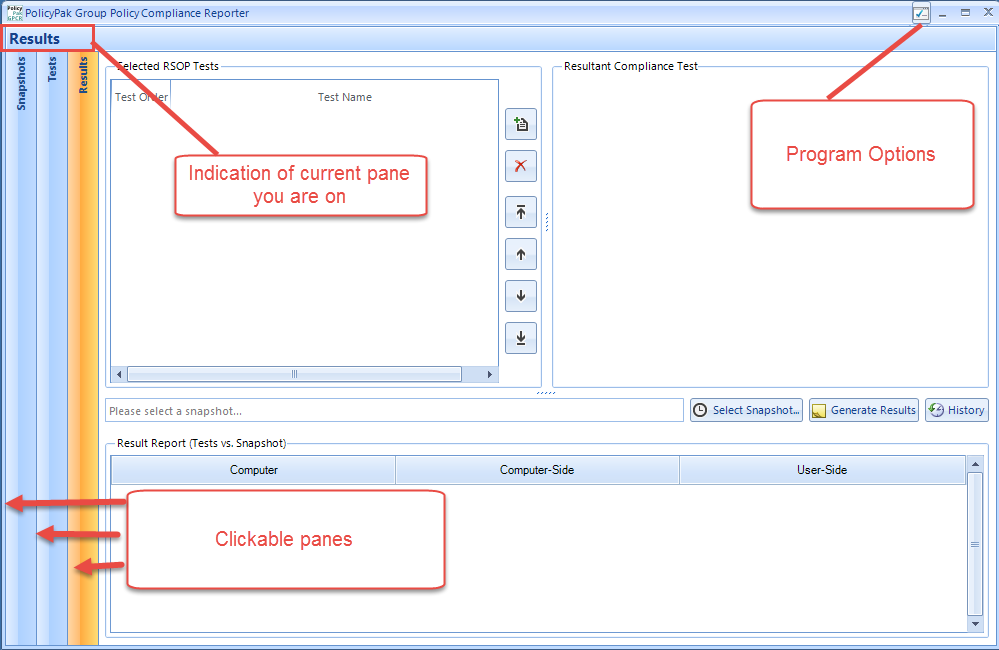 Policy
Pak
GPCR
PolicyPak Group Policy Compliance Reporter
Results
Snapshots
Tests
Results
Selected RSOP Tests
Test Order
Test Name
Resultant Compliance Test
Indication of current pane
you are on
Program Options
Please select a snapshot...
Select Snapshot...
Generate Results
History
Result Report (Tests vs. Snapshot)
Computer
Computer-Side
User-Side
Clickable panes